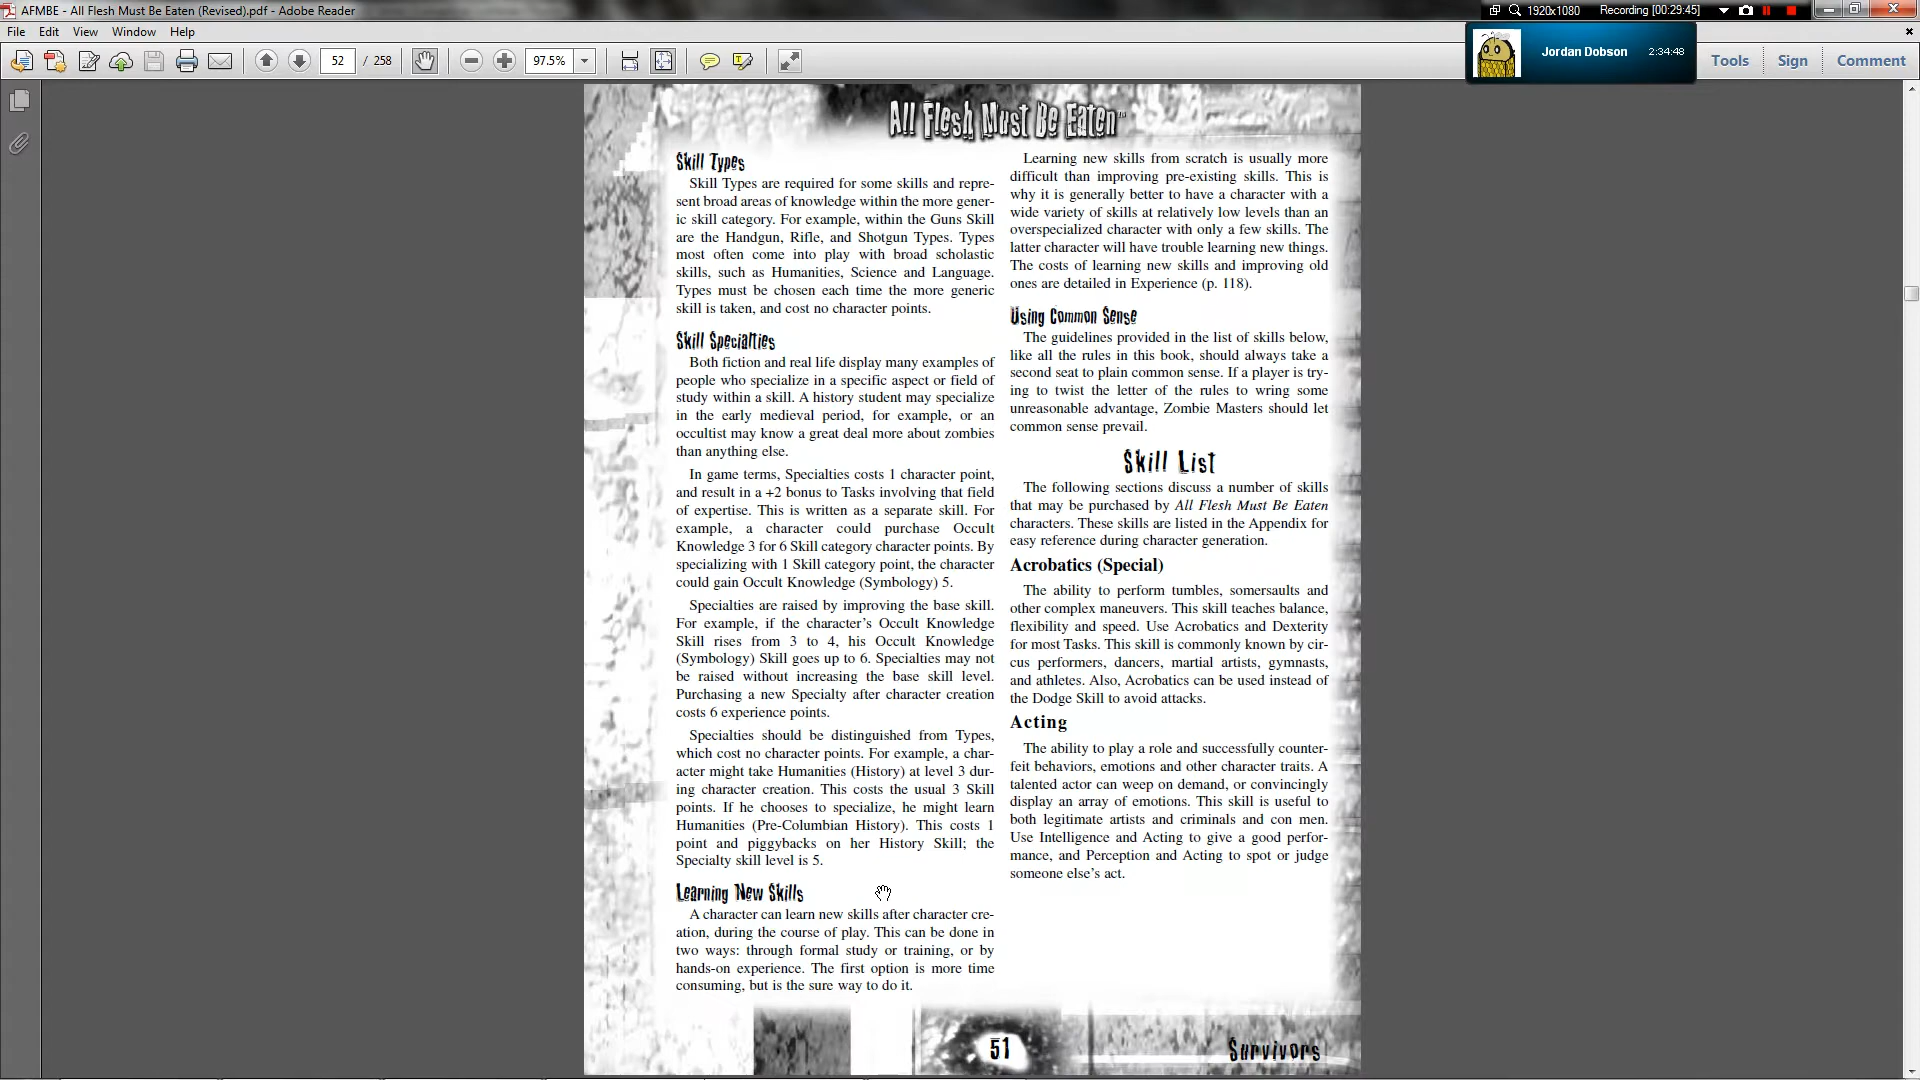 AFMBE - All Flesh Must Be Eaten (Revised).pdf - Adobe Reader
1920x1080
Recording [00:29:45]
File Edit View Window Help
52 / 258
97.5%
Jordan Dobson 2:34:48
Tools Sign Comment
All Flesh Must Be Eaten™
Skill Types
Skill Types are required for some skills and repre-
sent broad areas of knowledge within the more gener-
ic skill category. For example, within the Guns Skill
are the Handgun, Rifle, and Shotgun Types. Types
most often come into play with broad scholastic
skills, such as Humanities, Science and Language.
Types must be chosen each time the more generic
skill is taken, and cost no character points.
Skill Specialties
Both fiction and real life display many examples of
people who specialize in a specific aspect or field of
study within a skill. A history student may specialize
in the early medieval period, for example, or an
occultist may know a great deal more about zombies
than anything else.
In game terms, Specialties costs 1 character point,
and result in a +2 bonus to Tasks involving that field
of expertise. This is written as a separate skill. For
example, a character could purchase Occult
Knowledge 3 for 6 Skill category character points. By
specializing with 1 Skill category point, the character
could gain Occult Knowledge (Symbology) 5.
Specialties are raised by improving the base skill.
For example, if the character's Occult Knowledge
Skill rises from 3 to 4, his Occult Knowledge
(Symbology) Skill goes up to 6. Specialties may not
be raised without increasing the base skill level.
Purchasing a new Specialty after character creation
costs 6 experience points.
Specialties should be distinguished from Types,
which cost no character points. For example, a char-
acter might take Humanities (History) at level 3 dur-
ing character creation. This costs the usual 3 Skill
points. If he chooses to specialize, he might learn
Humanities (Pre-Columbian History). This costs 1
point and piggybacks on her History Skill; the
Specialty skill level is 5.
Learning New Skills
A character can learn new skills after character cre-
ation, during the course of play. This can be done in
two ways: through formal study or training, or by
hands-on experience. The first option is more time
consuming, but is the sure way to do it.
Learning new skills from scratch is usually more
difficult than improving pre-existing skills. This is
why it is generally better to have a character with a
wide variety of skills at relatively low levels than an
overspecialized character with only a few skills. The
latter character will have trouble learning new things.
The costs of learning new skills and improving old
ones are detailed in Experience (p. 118).
Using Common Sense
The guidelines provided in the list of skills below,
like all the rules in this book, should always take a
second seat to plain common sense. If a player is try-
ing to twist the letter of the rules to wring some
unreasonable advantage, Zombie Masters should let
common sense prevail.
Skill List
The following sections discuss a number of skills
that may be purchased by All Flesh Must Be Eaten
characters. These skills are listed in the Appendix for
easy reference during character generation.
Acrobatics (Special)
The ability to perform tumbles, somersaults and
other complex maneuvers. This skill teaches balance,
flexibility and speed. Use Acrobatics and Dexterity
for most Tasks. This skill is commonly known by cir-
cus performers, dancers, martial artists, gymnasts,
and athletes. Also, Acrobatics can be used instead of
the Dodge Skill to avoid attacks.
Acting
The ability to play a role and successfully counter-
feit behaviors, emotions and other character traits. A
talented actor can weep on demand, or convincingly
display an array of emotions. This skill is useful to
both legitimate artists and criminals and con men.
Use Intelligence and Acting to give a good perfor-
mance, and Perception and Acting to spot or judge
someone else's act.
51
Survivors